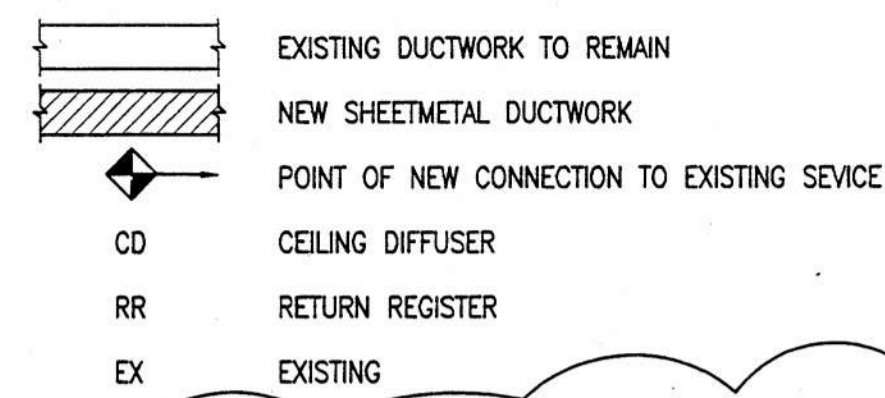 EXISTING DUCTWORK TO REMAIN
NEW SHEETMETAL DUCTWORK
POINT OF NEW CONNECTION TO EXISTING SEVICE
CD CEILING DIFFUSER
RR RETURN REGISTER
EX EXISTING